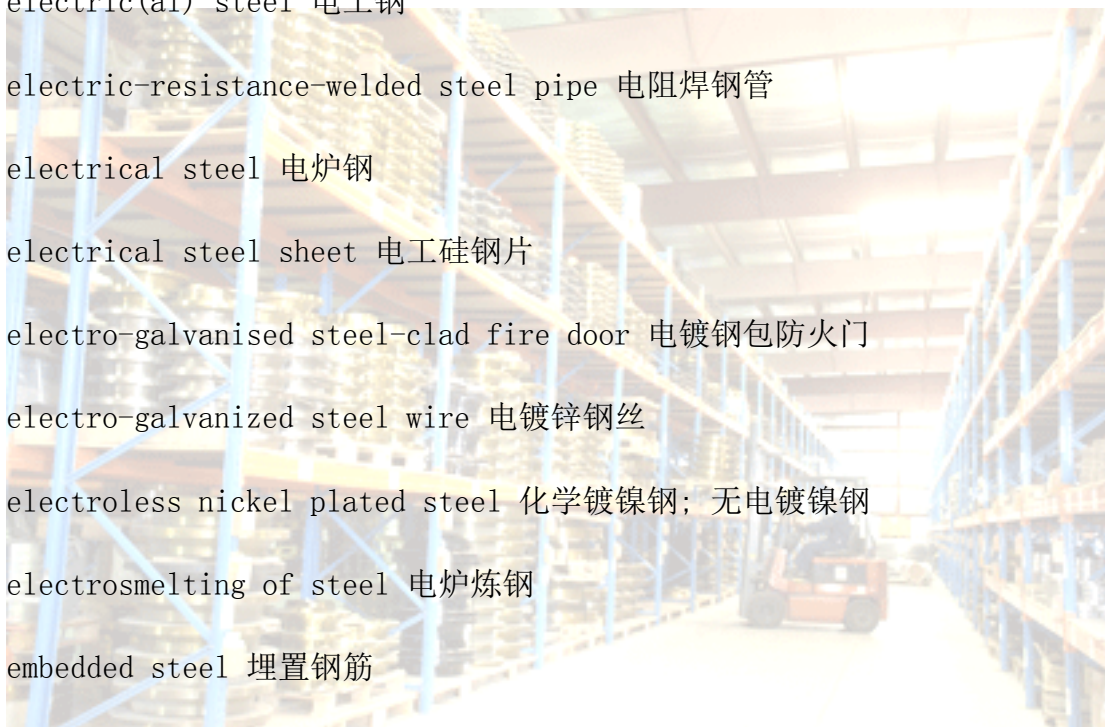 electric(al) steel 电工钢
electric-resistance-welded steel pipe 电阻焊钢管
electrical steel 电炉钢
electrical steel sheet 电工硅钢片
electro-galvanised steel-clad fire door 电镀钢包防火门
electro-galvanized steel wire 电镀锌钢丝
electroless nickel plated steel 化学镀镍钢; 无电镀镍钢
electrosmelting of steel 电炉炼钢
embedded steel 埋置钢筋